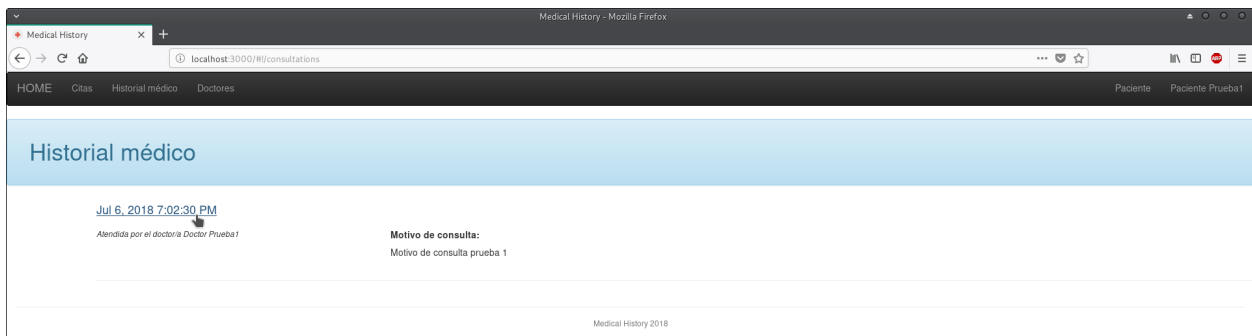 Medical History - Mozilla Firefox
Medical History
localhost:3000/#!/consultations
ABP
HOME Citas Historial médico Doctores Paciente Paciente Prueba1
Historial médico
Jul 6, 2018 7:02:30 PM
Atendida por el doctor/a Doctor Prueba1
Motivo de consulta:
Motivo de consulta prueba 1
Medical History 2018